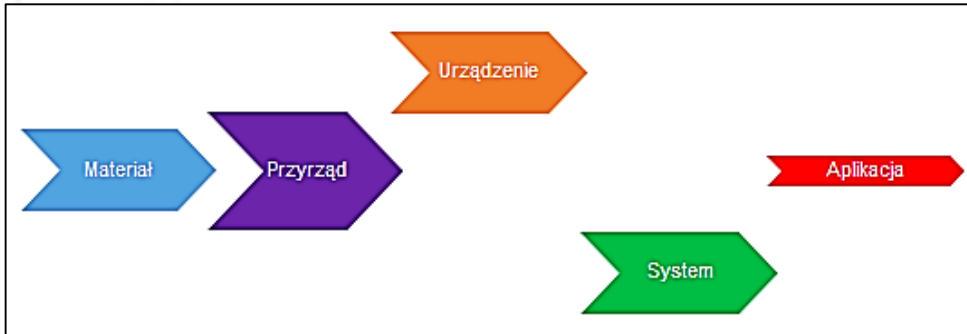 Materiał
Przyrząd
Urządzenie
System
Aplikacja